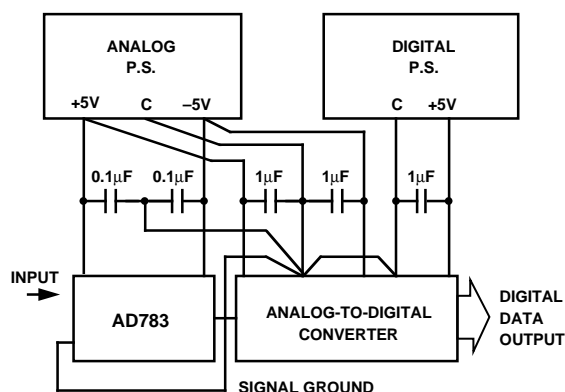 ANALOG
P.S.
+5V C –5V
DIGITAL
P.S.
C +5V
0.1μF 0.1μF 1μF 1μF 1μF
INPUT
AD783
ANALOG-TO-DIGITAL
CONVERTER
DIGITAL
DATA
OUTPUT
SIGNAL GROUND